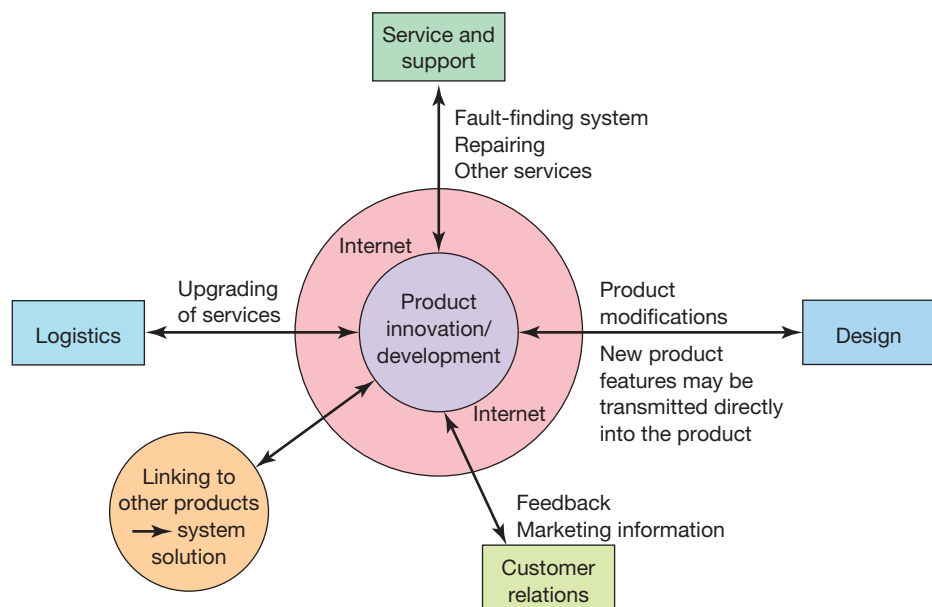 Service and
support
Fault-finding system
Repairing
Other services
Internet
Upgrading
of services
Logistics
Product
innovation/
development
Product
modifications
New product
features may be
transmitted directly
into the product
Design
Internet
Linking to
other products
→ system
solution
Feedback
Marketing information
Customer
relations